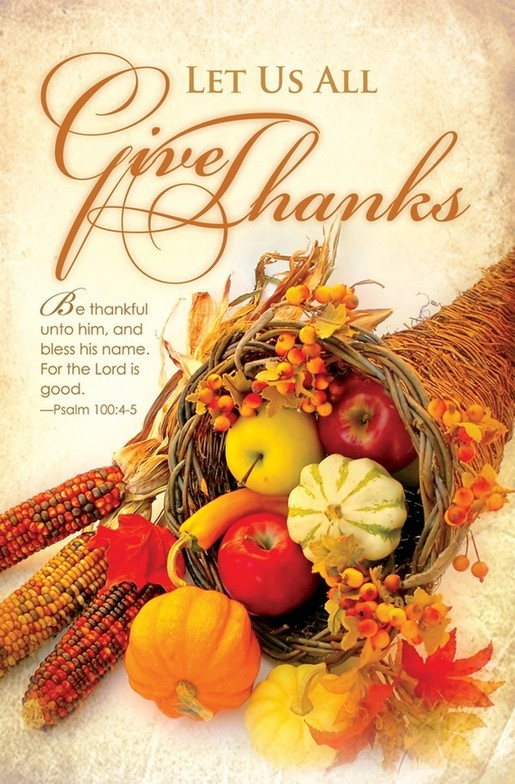 LET US ALL
Give Thanks
Be thankful
unto him, and
bless his name.
For the Lord is
good.
—Psalm 100:4-5